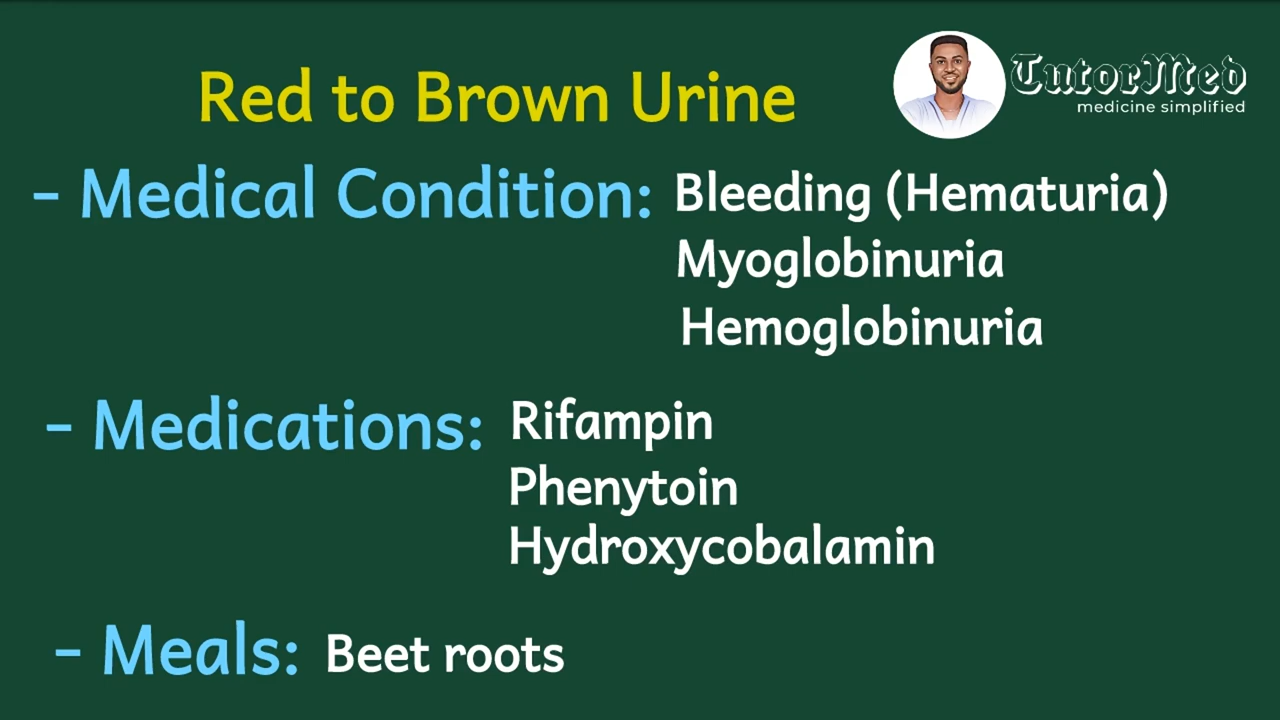 Red to Brown Urine
TutorMed
medicine simplified
- Medical Condition: Bleeding (Hematuria)
Myoglobinuria
Hemoglobinuria
- Medications: Rifampin
Phenytoin
Hydroxycobalamin
- Meals: Beet roots